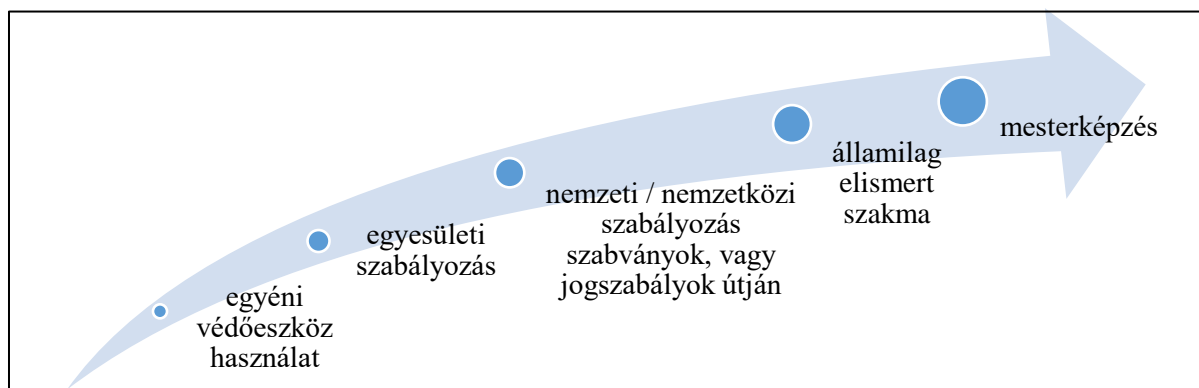 egyéni
védőeszköz
használat
egyesületi
szabályozás
nemzeti / nemzetközi
szabályozás
szabványok, vagy
jogszabályok útján
államilag
elismert
szakma
mesterképzés